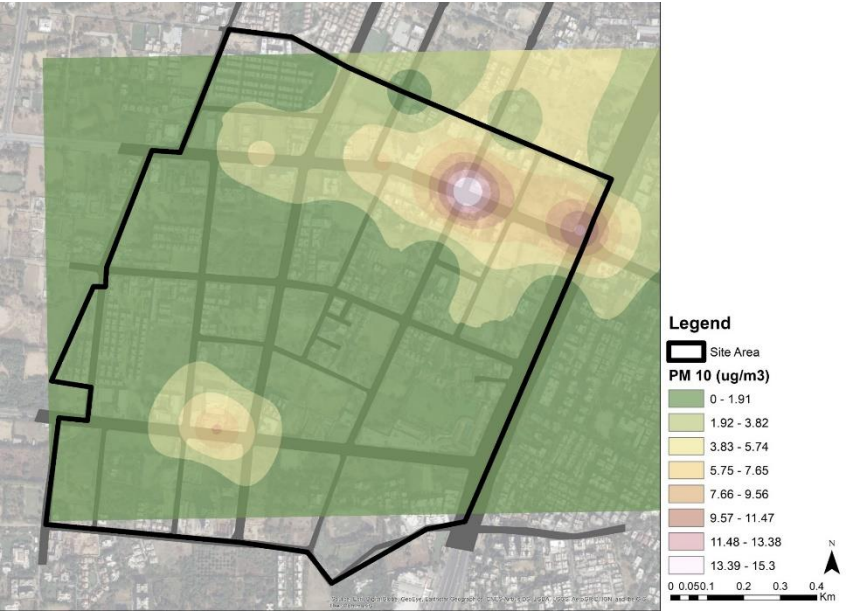 Legend
Site Area
PM 10 (ug/m3)
0 - 1.91
1.92 - 3.82
3.83 - 5.74
5.75 - 7.65
7.66 - 9.56
9.57 - 11.47
11.48 - 13.38
13.39 - 15.3
N
0 0.050.1 0.2 0.3 0.4
Km